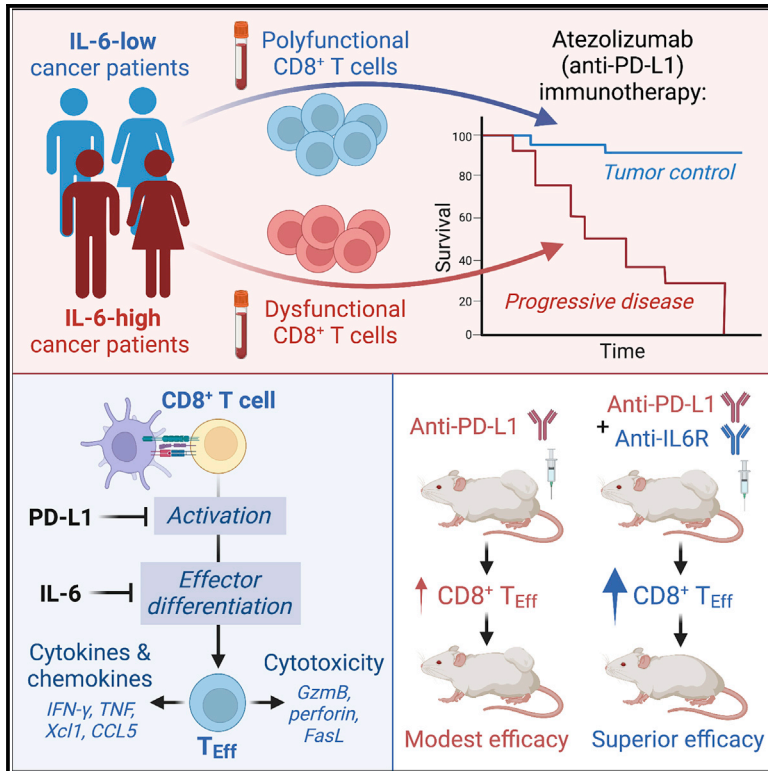 IL-6-low
cancer patients
Polyfunctional
CD8⁺ T cells
Atezolizumab
(anti-PD-L1)
immunotherapy:
IL-6-high
cancer patients
Dysfunctional
CD8⁺ T cells
Survival
100
80
60
40
20
0
Tumor control
Progressive disease
Time
CD8⁺ T cell
PD-L1
Activation
IL-6
Effector
differentiation
Cytokines &
chemokines
IFN-γ, TNF,
Xcl1, CCL5
TEff
Cytotoxicity
GzmB,
perforin,
FasL
Anti-PD-L1
CD8⁺ TEff
Modest efficacy
Anti-PD-L1
+
Anti-IL6R
CD8⁺ TEff
Superior efficacy